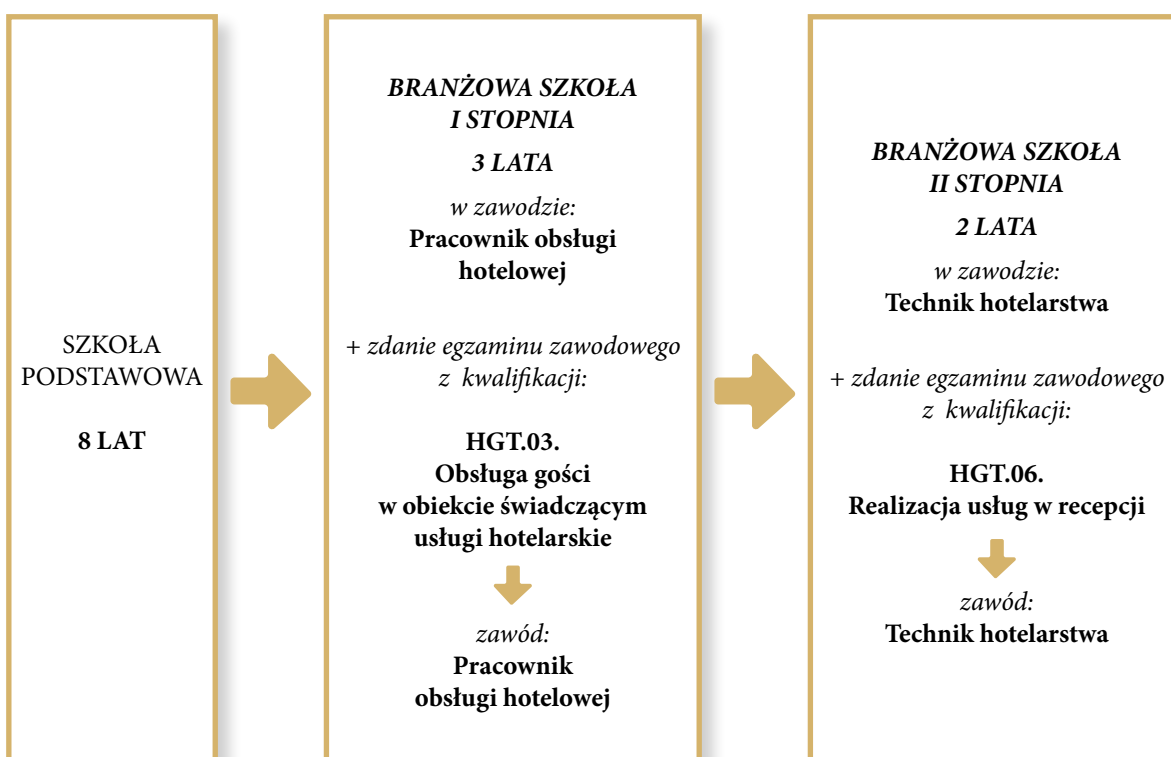 SZKOŁA
PODSTAWOWA
8 LAT
BRANŻOWA SZKOŁA
I STOPNIA
3 LATA
w zawodzie:
Pracownik obsługi
hotelowej
+ zdanie egzaminu zawodowego
z kwalifikacji:
HGT.03.
Obsługa gości
w obiekcie świadczącym
usługi hotelarskie
zawód:
Pracownik
obsługi hotelowej
BRANŻOWA SZKOŁA
II STOPNIA
2 LATA
w zawodzie:
Technik hotelarstwa
+ zdanie egzaminu zawodowego
z kwalifikacji:
HGT.06.
Realizacja usług w recepcji
zawód:
Technik hotelarstwa